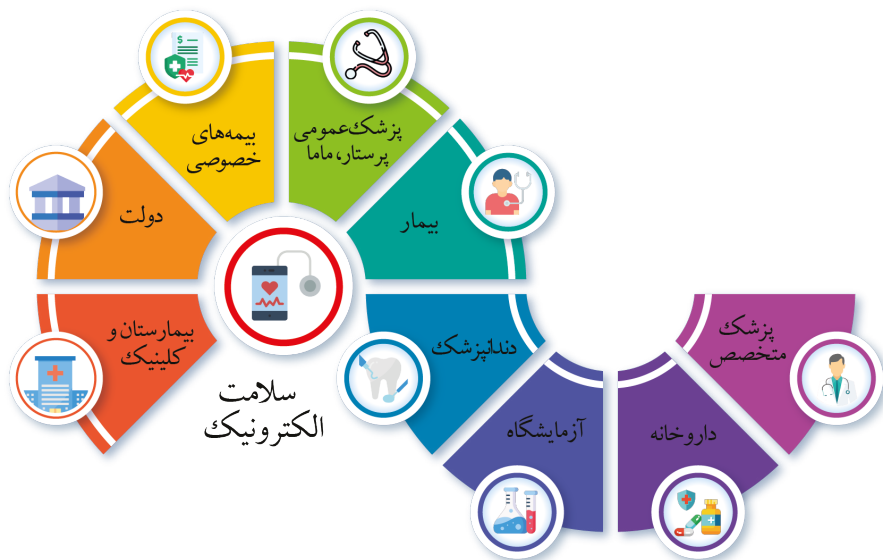 پزشک‌عمومی
پرستار، ماما
بیمه‌های
خصوصی
بیمار
دولت
بیمارستان و
کلینیک
سلامت
الکترونیک
دندانپزشک
آزمایشگاه
داروخانه
پزشک
متخصص